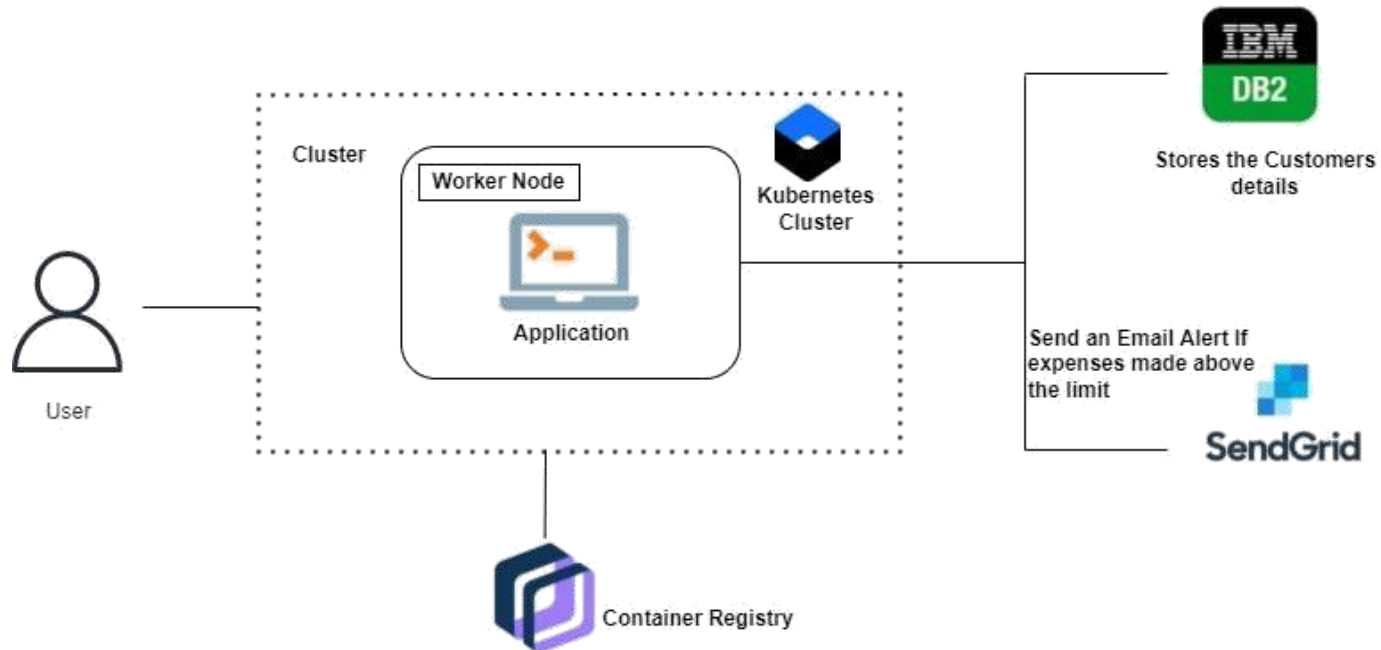 IBM
DB2
Stores the Customers
details
Cluster
Worker Node
Kubernetes
Cluster
Application
User
Send an Email Alert If
expenses made above
the limit
SendGrid
Container Registry